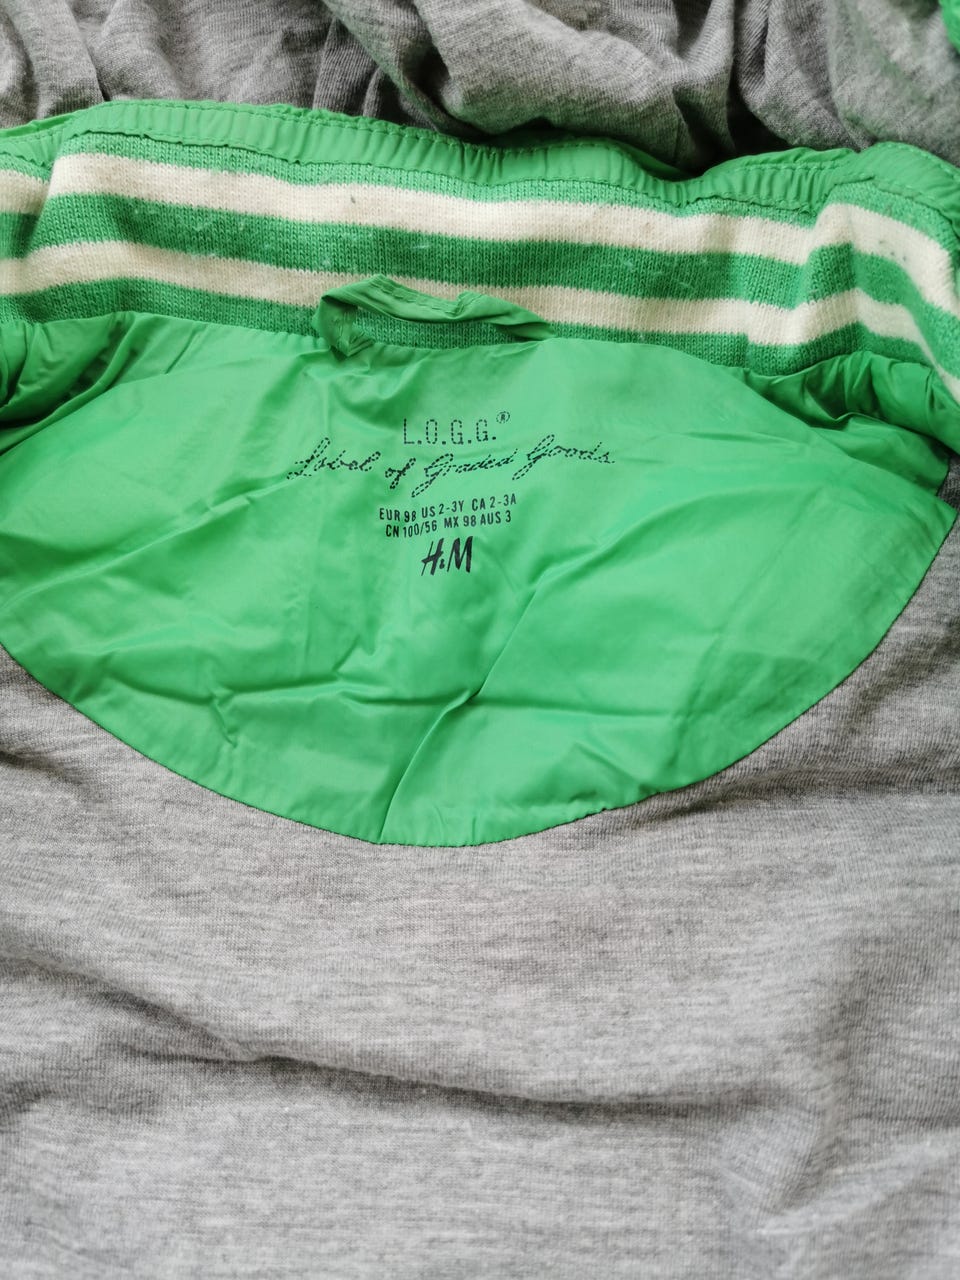 L.O.G.G.®
Label of Graded Goods
EUR 98 US 2-3Y CA 2-3A
CN 100/56 MX 98 AUS 3
H&M